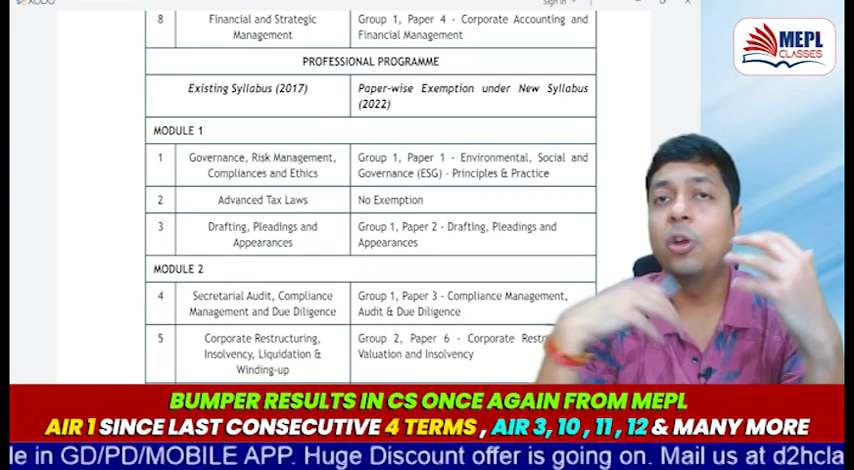 XODO
Sign in
MEPL
CLASSES
8 Financial and Strategic Group 1, Paper 4 - Corporate Accounting and
Management Financial Management
PROFESSIONAL PROGRAMME
Existing Syllabus (2017) Paper-wise Exemption under New Syllabus
(2022)
MODULE 1
1 Governance, Risk Management, Group 1, Paper 1 - Environmental, Social and
Compliances and Ethics Governance (ESG) – Principles & Practice
2 Advanced Tax Laws No Exemption
3 Drafting, Pleadings and Group 1, Paper 2 - Drafting, Pleadings and
Appearances Appearances
MODULE 2
4 Secretarial Audit, Compliance Group 1, Paper 3 - Compliance Management,
Management and Due Diligence Audit & Due Diligence
5 Corporate Restructuring, Group 2, Paper 6 - Corporate
Insolvency, Liquidation & Valuation and Insolvency
Winding-up
BUMPER RESULTS IN CS ONCE AGAIN FROM MEPL
AIR 1 SINCE LAST CONSECUTIVE 4 TERMS , AIR 3, 10 , 11 , 12 & MANY MORE
le in GD/PD/MOBILE APP. Huge Discount offer is going on. Mail us at d2hcla